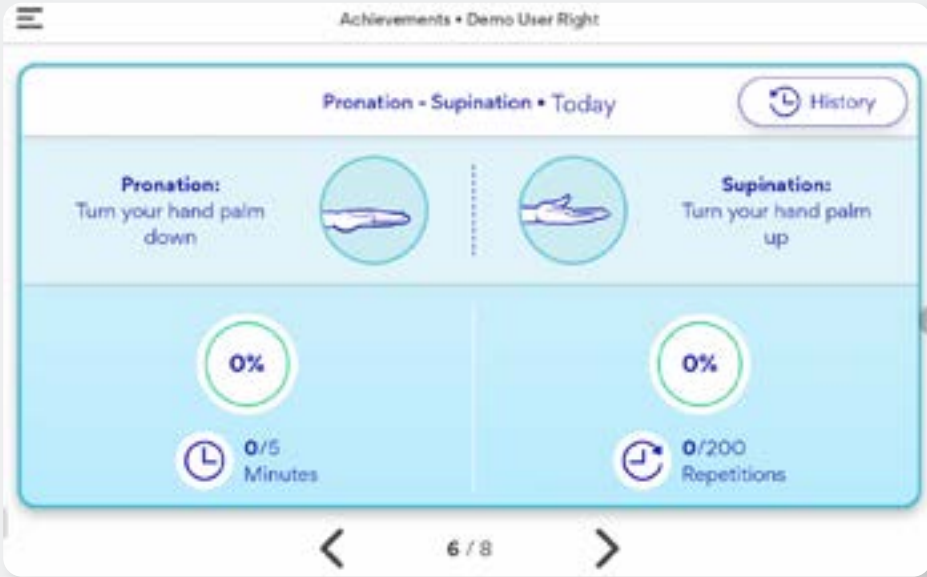 Achievements • Demo User Right
Pronation - Supination • Today
History
Pronation:
Turn your hand palm
down
Supination:
Turn your hand palm
up
0%
0/5
Minutes
0%
0/200
Repetitions
6 / 8